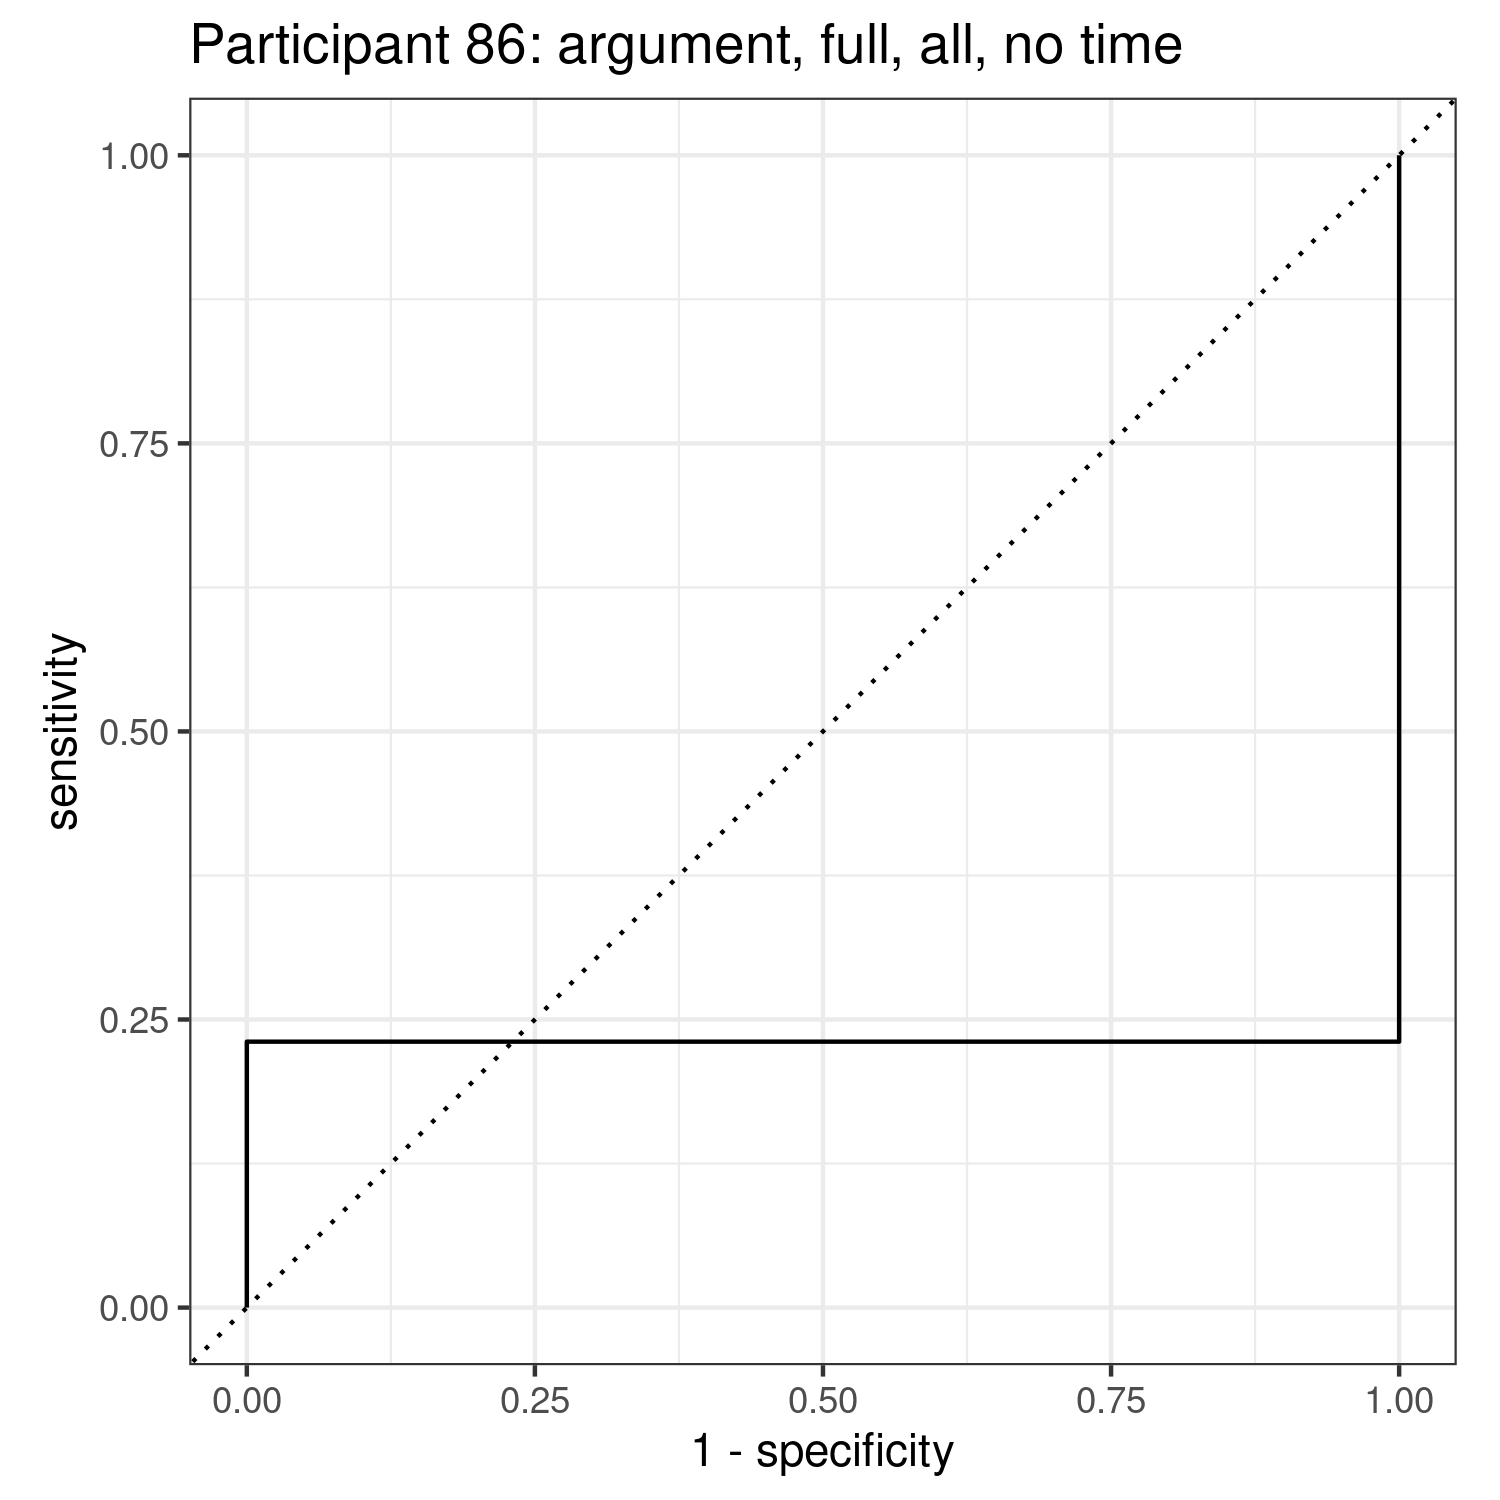 Participant 86: argument, full, all, no time
1.00
0.75
0.50
0.25
0.00
sensitivity
0.00 0.25 0.50 0.75 1.00
1 - specificity